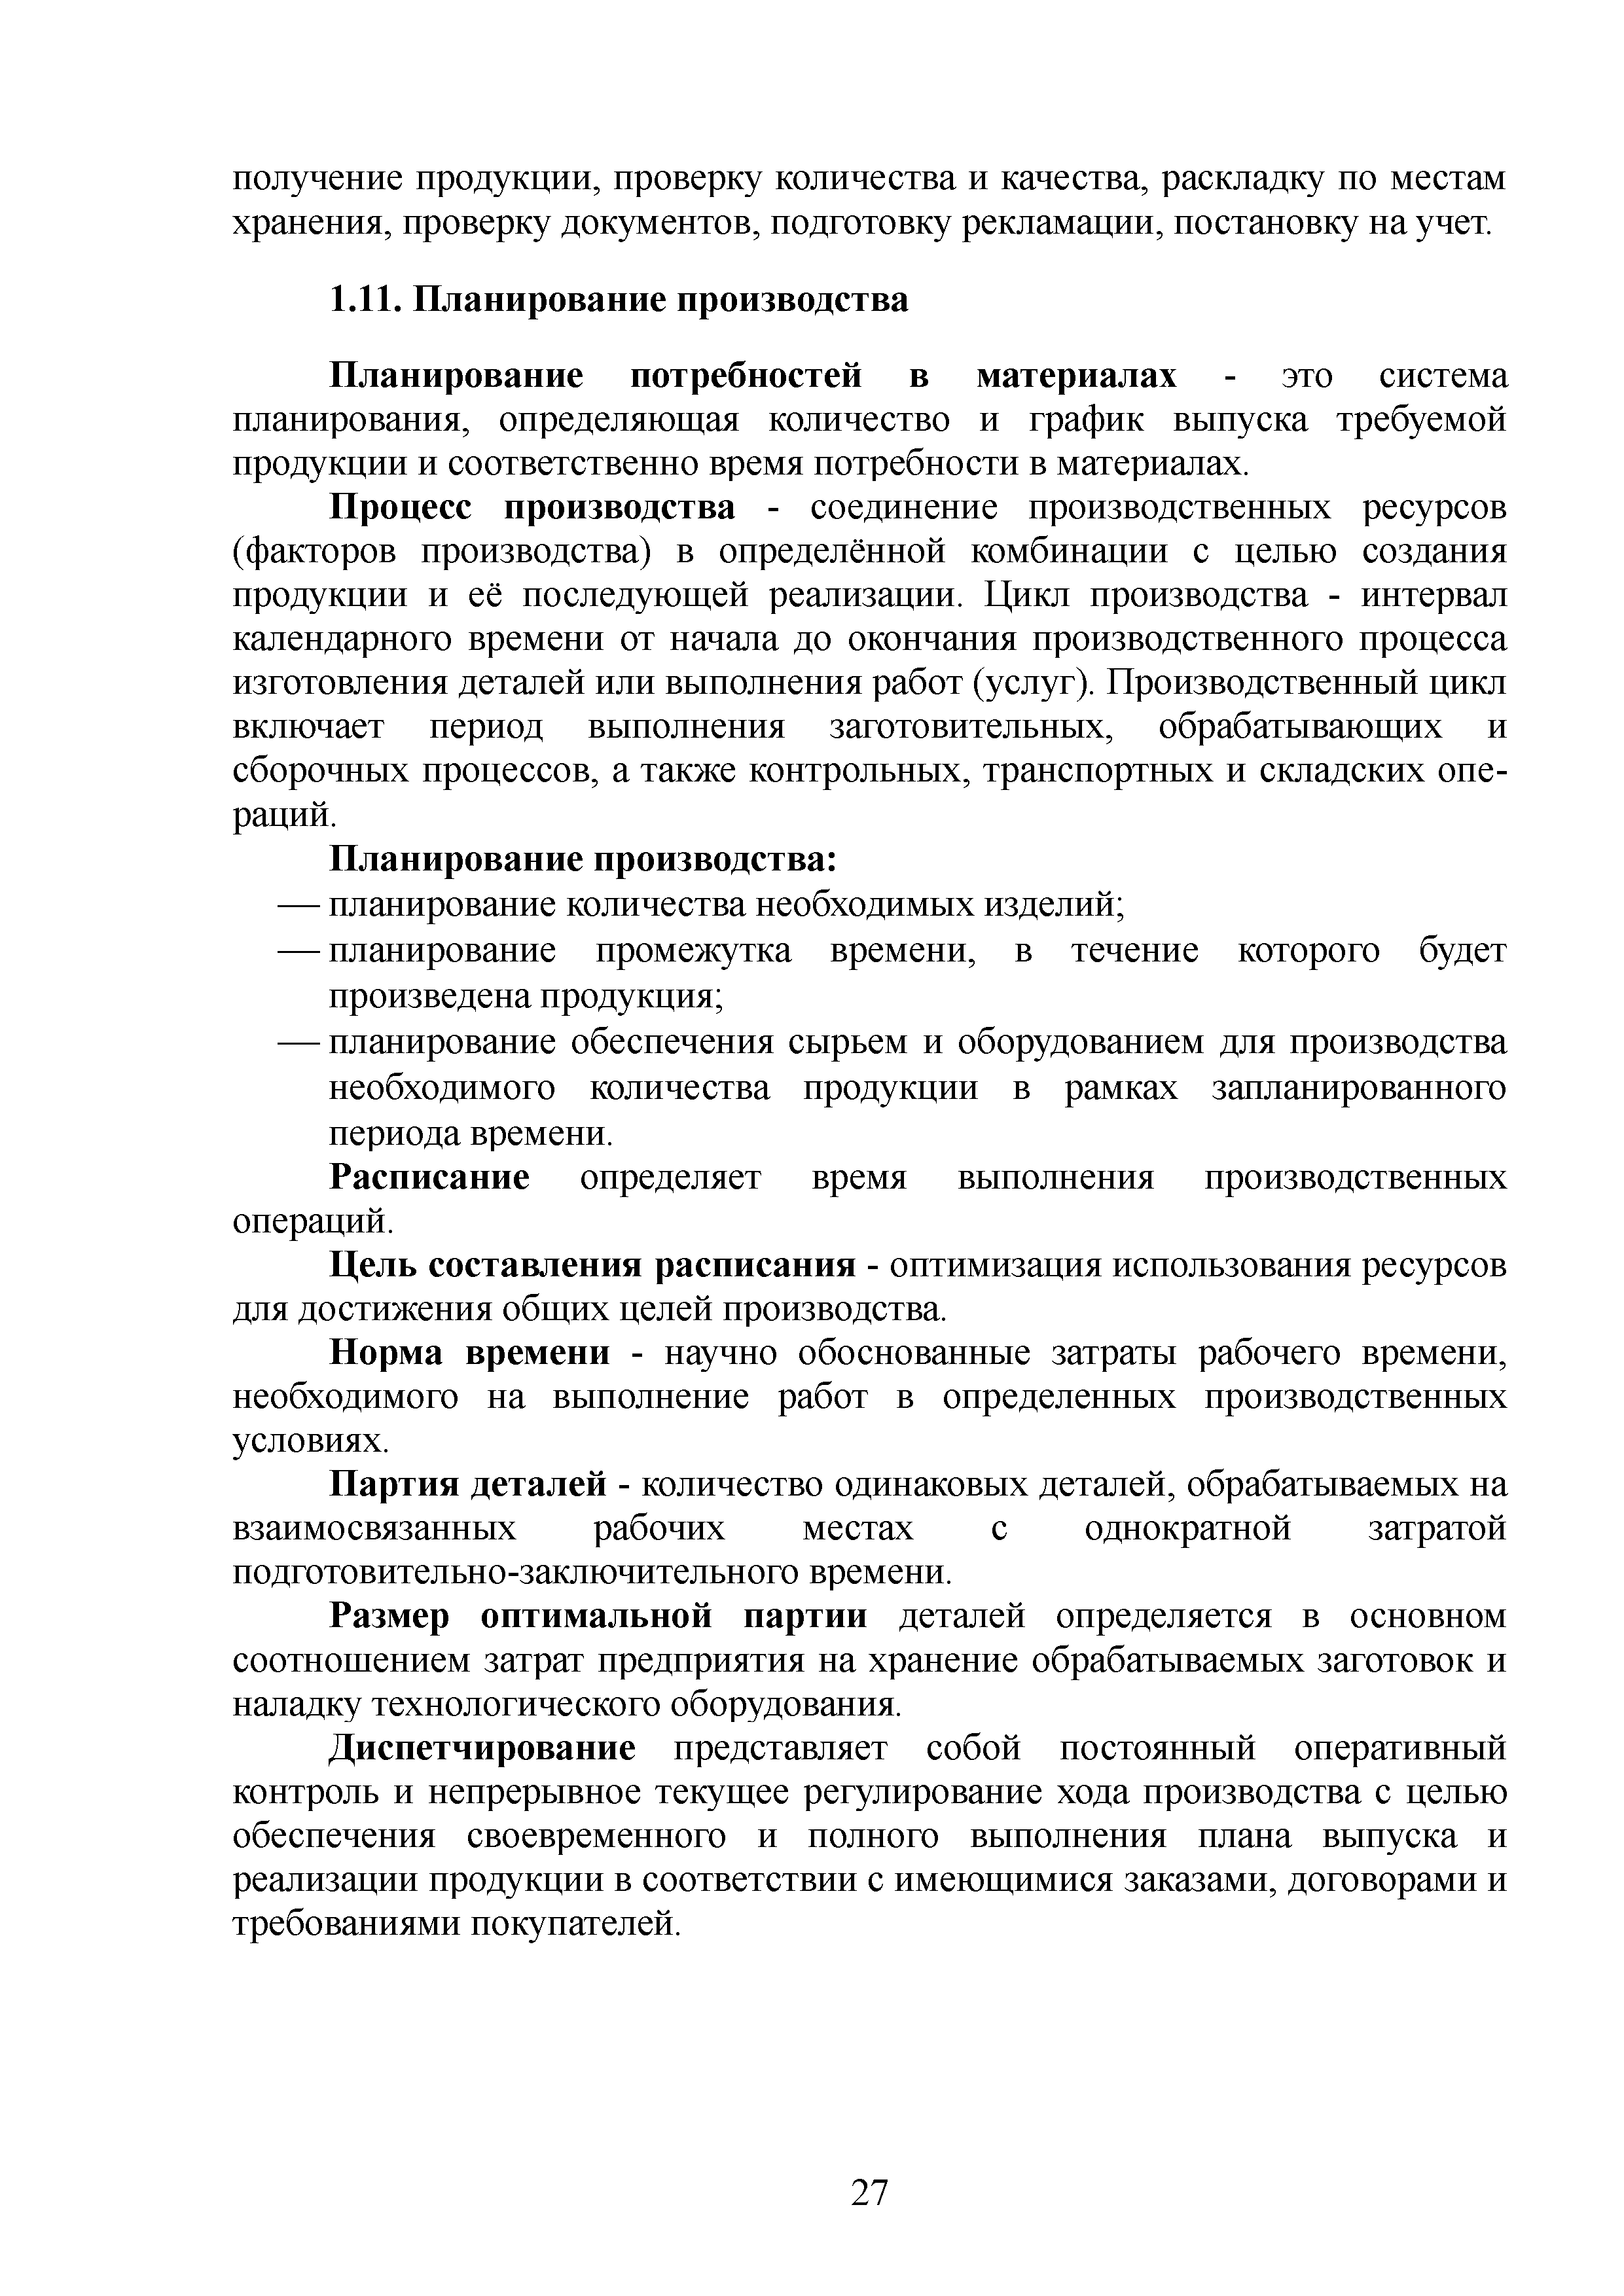 получение продукции, проверку количества и качества, раскладку по местам
хранения, проверку документов, подготовку рекламации, постановку на учет.
1.11. Планирование производства
Планирование потребностей в материалах - это система
планирования, определяющая количество и график выпуска требуемой
продукции и соответственно время потребности в материалах.
Процесс производства - соединение производственных ресурсов
(факторов производства) в определённой комбинации с целью создания
продукции и её последующей реализации. Цикл производства - интервал
календарного времени от начала до окончания производственного процесса
изготовления деталей или выполнения работ (услуг). Производственный цикл
включает период выполнения заготовительных, обрабатывающих и
сборочных процессов, а также контрольных, транспортных и складских опе-
раций.
Планирование производства:
— планирование количества необходимых изделий;
— планирование промежутка времени, в течение которого будет
произведена продукция;
— планирование обеспечения сырьем и оборудованием для производства
необходимого количества продукции в рамках запланированного
периода времени.
Расписание определяет время выполнения производственных
операций.
Цель составления расписания - оптимизация использования ресурсов
для достижения общих целей производства.
Норма времени - научно обоснованные затраты рабочего времени,
необходимого на выполнение работ в определенных производственных
условиях.
Партия деталей - количество одинаковых деталей, обрабатываемых на
взаимосвязанных рабочих местах с однократной затратой
подготовительно-заключительного времени.
Размер оптимальной партии деталей определяется в основном
соотношением затрат предприятия на хранение обрабатываемых заготовок и
наладку технологического оборудования.
Диспетчирование представляет собой постоянный оперативный
контроль и непрерывное текущее регулирование хода производства с целью
обеспечения своевременного и полного выполнения плана выпуска и
реализации продукции в соответствии с имеющимися заказами, договорами и
требованиями покупателей.
27